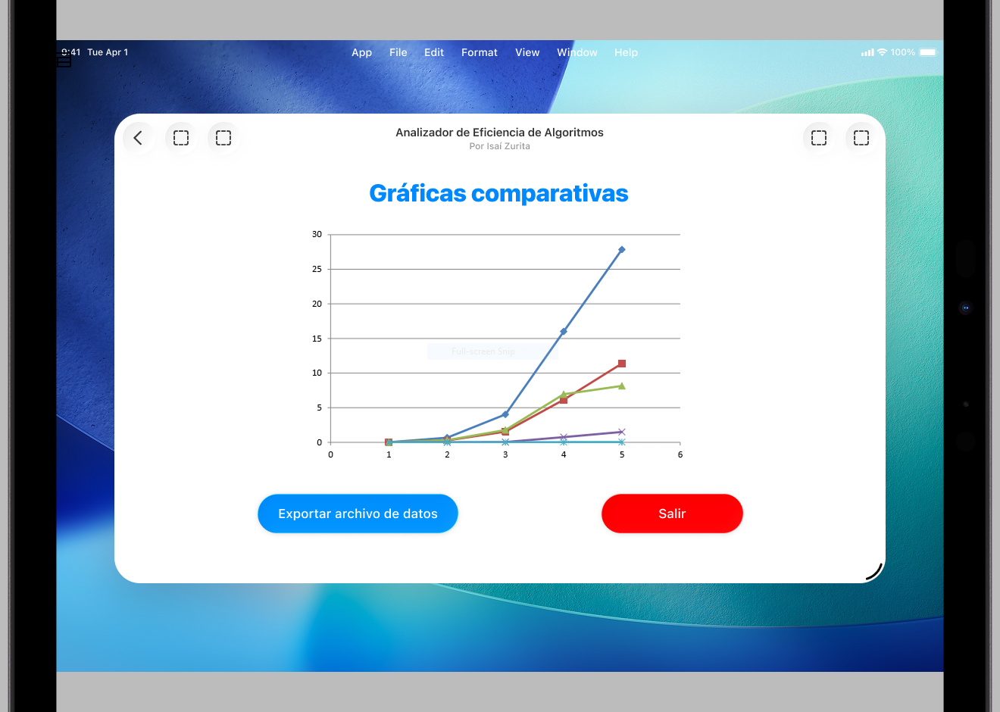 9:41 Tue Apr 1 App File Edit Format View Window Help 100%
Analizador de Eficiencia de Algoritmos
Por Isaí Zurita
Gráficas comparativas
30
25
20
15
Full-screen Snip
10
5
0
0 1 2 3 4 5 6
Exportar archivo de datos Salir